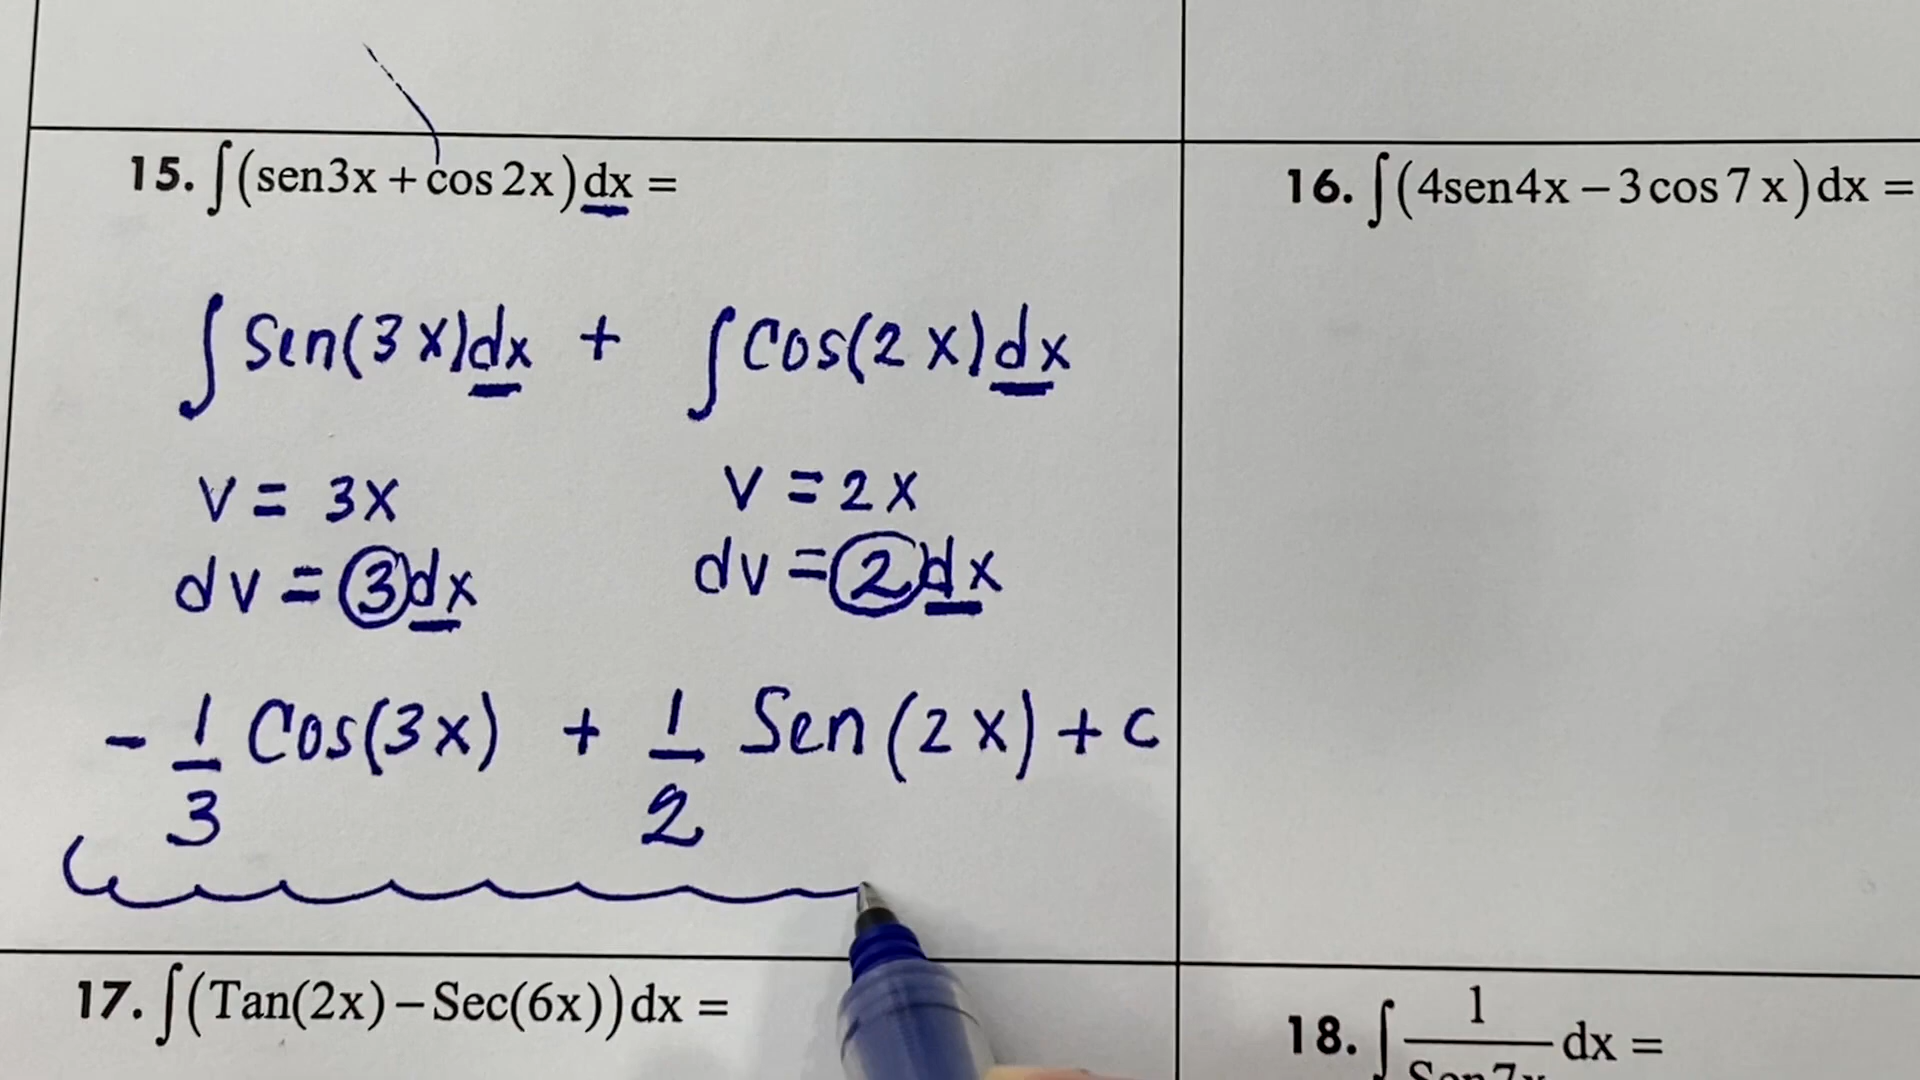 15. ∫(sen3x + cos 2x)dx =
∫ Sen(3x)dx + ∫ Cos(2x)dx
v = 3x v = 2x
dv = 3dx dv = 2dx
- 1/3 Cos(3x) + 1/2 Sen(2x) + c
16. ∫(4sen4x – 3 cos 7 x)dx =
17. ∫(Tan(2x) – Sec(6x))dx =
18. ∫ 1/Sen7x dx =